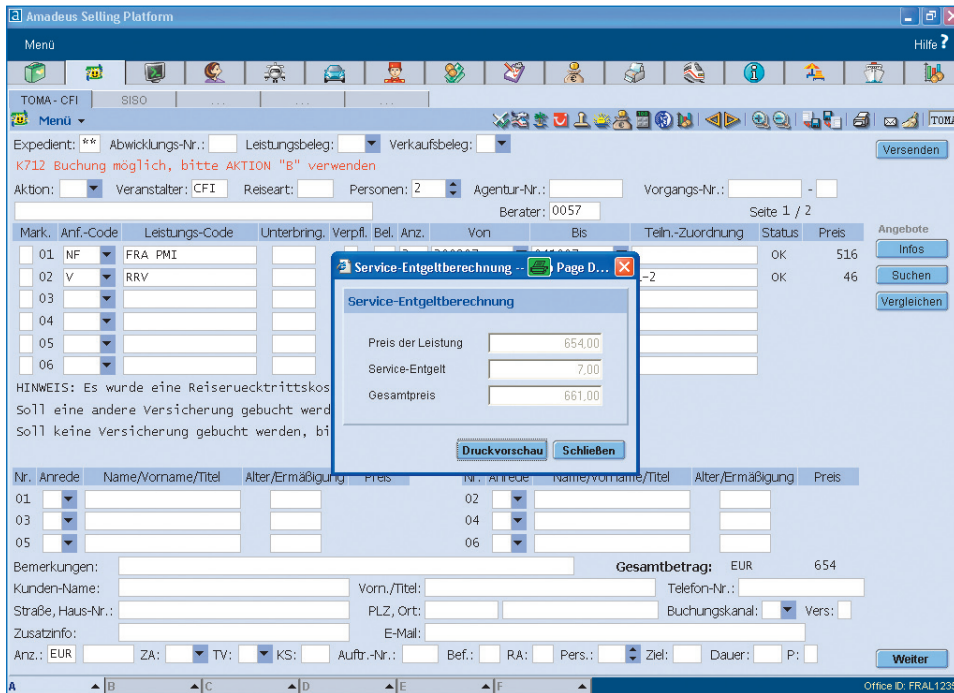 Amadeus Selling Platform
Menü Hilfe ?
TOMA - CFI SISO ... ... ...
Menü TOMA
Expedient: ** Abwicklungs-Nr.: Leistungsbeleg: Verkaufsbeleg: Versenden
K712 Buchung möglich, bitte AKTION "B" verwenden
Aktion: Veranstalter: CFI Reiseart: Personen: 2 Agentur-Nr.: Vorgangs-Nr.: -
Berater: 0057 Seite 1 / 2
Mark. Anf.-Code Leistungs-Code Unterbring. Verpfl. Bel. Anz. Von Bis Teiln.-Zuordnung Status Preis Angebote
01 NF FRA PMI OK 516 Infos
02 V RRV -2 OK 46 Suchen
03 Vergleichen
04
05
06
Service-Entgeltberechnung -- Page D...
Service-Entgeltberechnung
Preis der Leistung 654,00
Service-Entgelt 7,00
Gesamtpreis 661,00
Druckvorschau Schließen
HINWEIS: Es wurde eine Reiseruecktrittskos
Soll eine andere Versicherung gebucht werd
Soll keine Versicherung gebucht werden, bi
Nr. Anrede Name/Vorname/Titel Alter/Ermäßigung Preis Nr. Anrede Name/Vorname/Titel Alter/Ermäßigung Preis
01 02
03 04
05 06
Bemerkungen: Gesamtbetrag: EUR 654
Kunden-Name: Vorn./Titel: Telefon-Nr.:
Straße, Haus-Nr.: PLZ, Ort: Buchungskanal: Vers:
Zusatzinfo: E-Mail:
Anz.: EUR ZA: TV: KS: Auftr.-Nr.: Bef.: RA: Pers.: Ziel: Dauer: P: Weiter
A B C D E F Office ID: FRAL1235